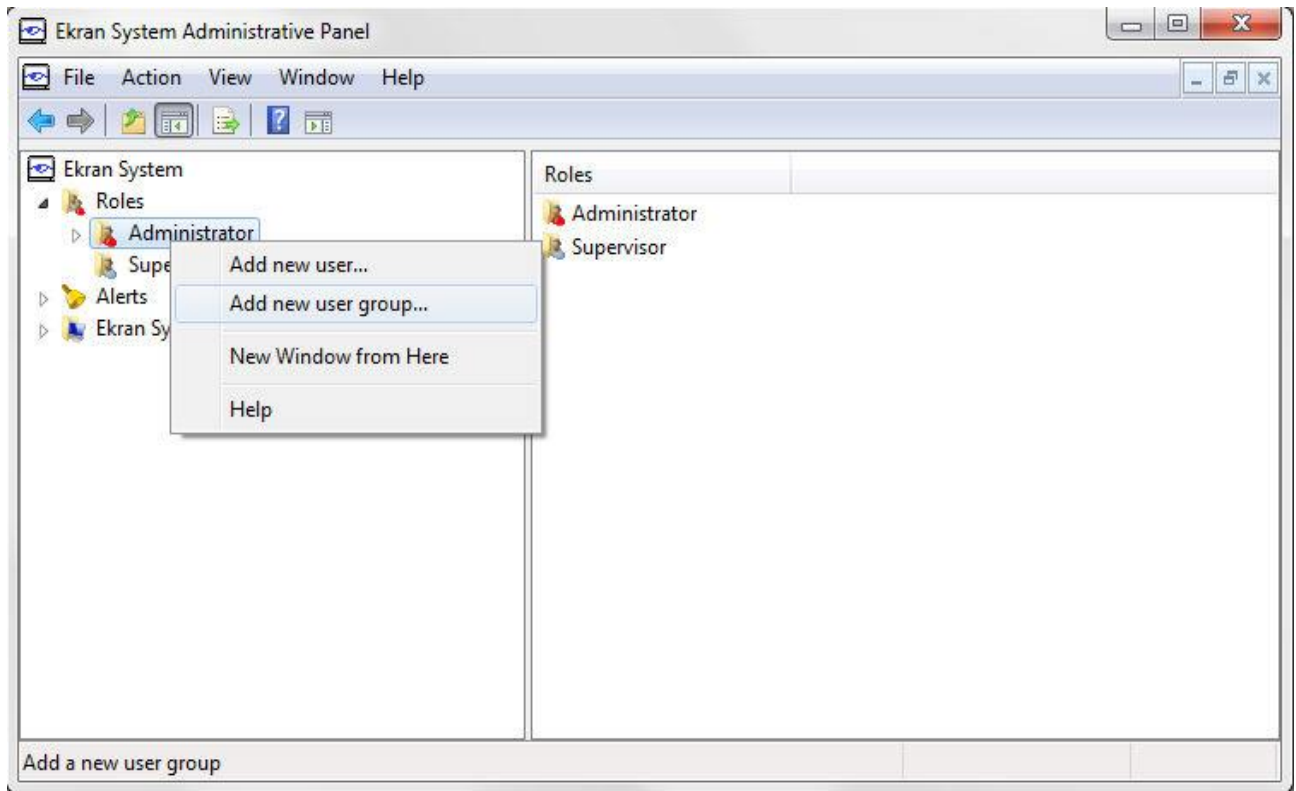 Ekran System Administrative Panel
File Action View Window Help
Ekran System
Roles
Administrator
Supe
Alerts
Ekran Sy
Add new user...
Add new user group...
New Window from Here
Help
Roles
Administrator
Supervisor
Add a new user group